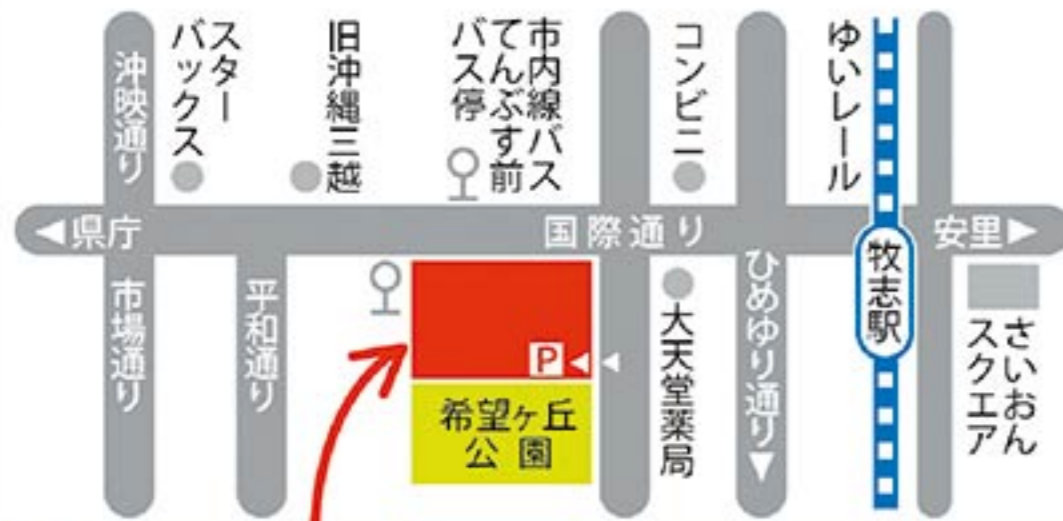 沖映通り
スター
バックス
旧沖縄三越
市内線バス
てんぶす前
バス停
コンビニ
ゆいレール
◀県庁
国際通り
安里▶
市場通り
平和通り
P
希望ヶ丘
公園
大天堂薬局
ひめゆり通り▼
牧志駅
さいおん
スクエア